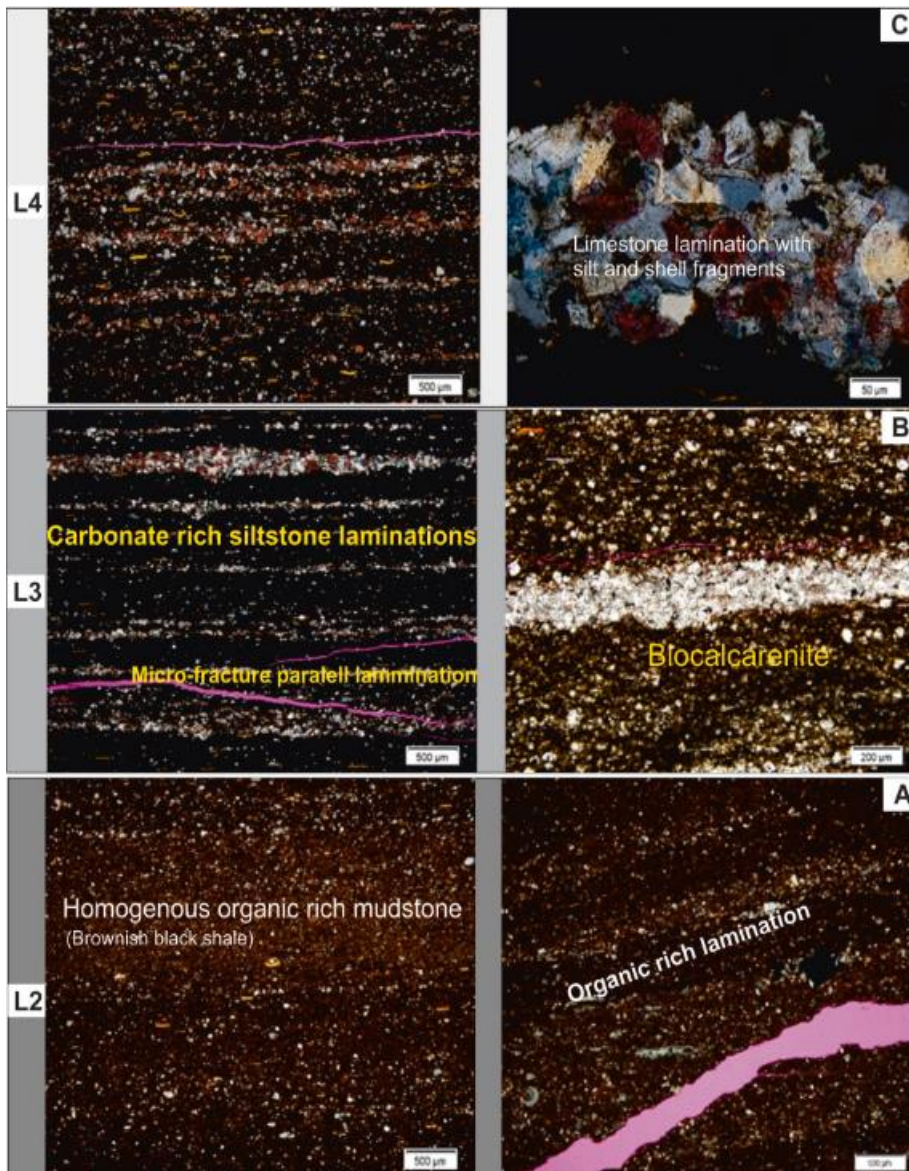 C
L4
Limestone lamination with
silt and shell fragments
500 µm
50 µm
B
L3
Carbonate rich siltstone laminations
Micro-fracture paralell lammination
Biocalcarenite
500 µm
200 µm
A
L2
Homogenous organic rich mudstone
(Brownish black shale)
Organic rich lamination
500 µm